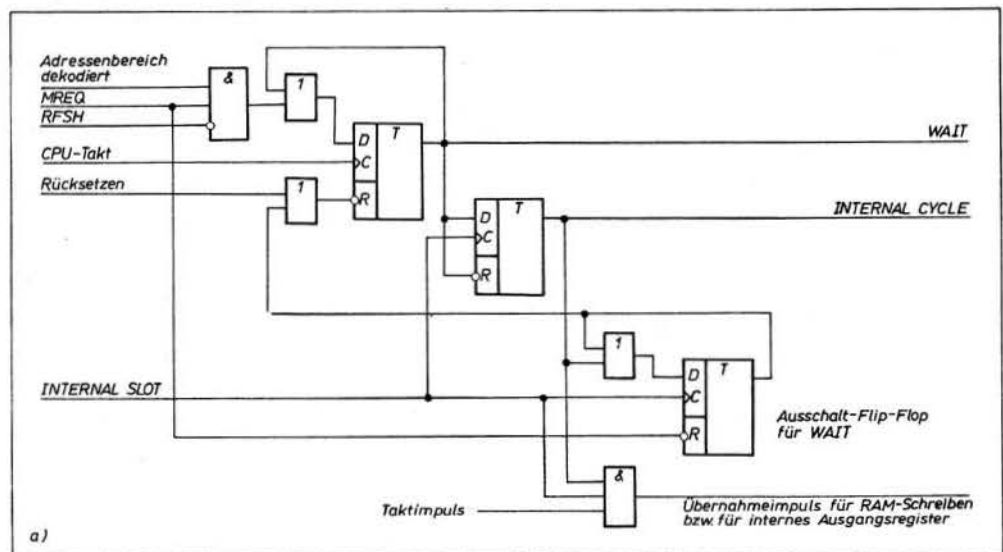 Adressenbereich
dekodiert
MREQ
RFSH
CPU-Takt
Rücksetzen
&
1
D T
C
R
1
WAIT
D T
C
R
INTERNAL CYCLE
1
D T
C
R
INTERNAL SLOT
Ausschalt-Flip-Flop
für WAIT
&
Taktimpuls
Übernahmeimpuls für RAM-Schreiben
bzw. für internes Ausgangsregister
a)